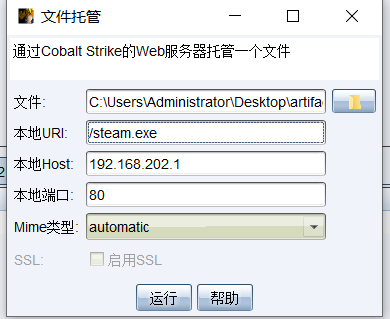 文件托管
通过Cobalt Strike的Web服务器托管一个文件
文件: C:\Users\Administrator\Desktop\artifac
本地URI: /steam.exe
本地Host: 192.168.202.1
本地端口: 80
Mime类型: automatic
SSL: 启用SSL
运行 帮助